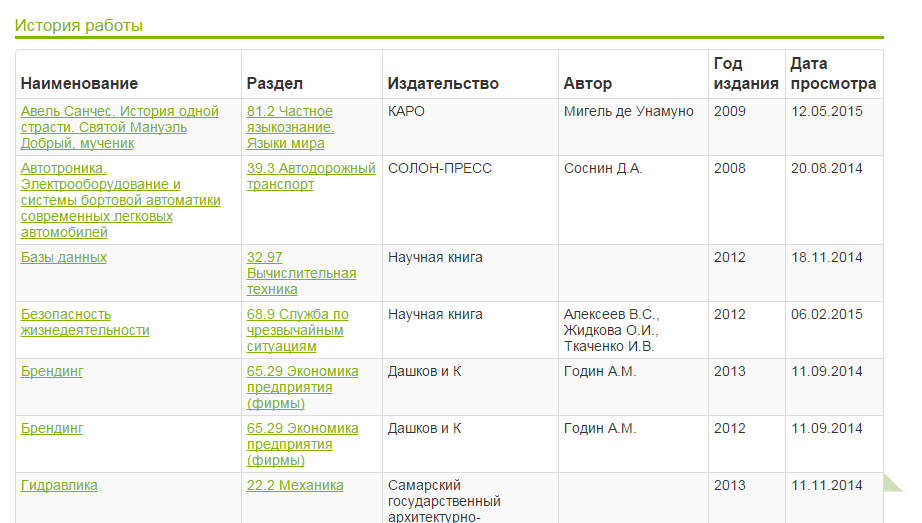 История работы
Наименование Раздел Издательство Автор Год издания Дата просмотра
Авель Санчес. История одной
страсти. Святой Мануэль
Добрый, мученик
81.2 Частное
языкознание.
Языки мира
КАРО
Мигель де Унамуно
2009
12.05.2015
Автотроника.
Электрооборудование и
системы бортовой автоматики
современных легковых
автомобилей
39.3 Автодорожный
транспорт
СОЛОН-ПРЕСС
Соснин Д.А.
2008
20.08.2014
Базы данных
32.97
Вычислительная
техника
Научная книга
2012
18.11.2014
Безопасность
жизнедеятельности
68.9 Служба по
чрезвычайным
ситуациям
Научная книга
Алексеев В.С.,
Жидкова О.И.,
Ткаченко И.В.
2012
06.02.2015
Брендинг
65.29 Экономика
предприятия
(фирмы)
Дашков и К
Годин А.М.
2013
11.09.2014
Брендинг
65.29 Экономика
предприятия
(фирмы)
Дашков и К
Годин А.М.
2012
11.09.2014
Гидравлика
22.2 Механика
Самарский
государственный
архитектурно-
2013
11.11.2014